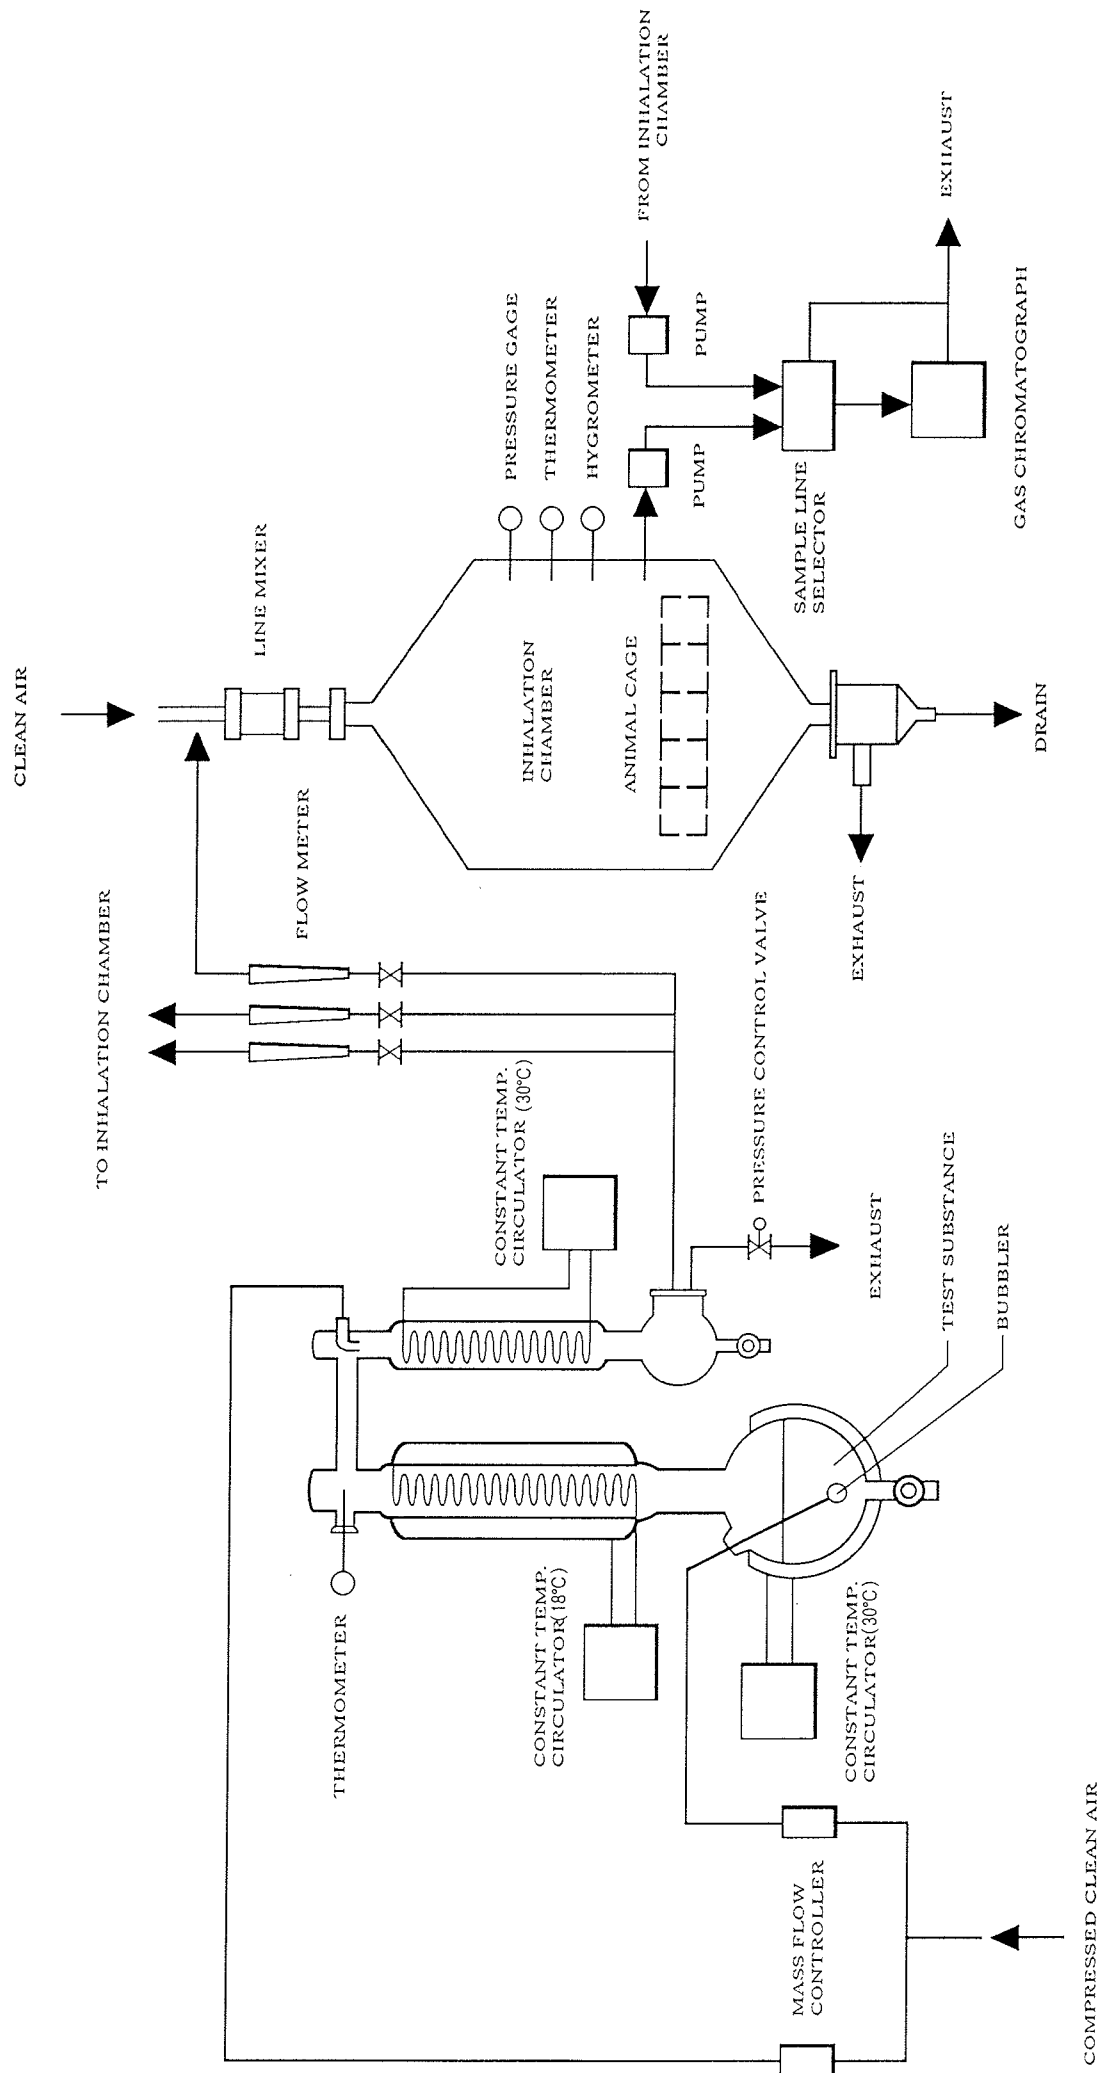 CLEAN AIR
TO INHALATION CHAMBER
FLOW METER
LINE MIXER
PRESSURE GAGE
THERMOMETER
HYGROMETER
FROM INHALATION
CHAMBER
PUMP
PUMP
INHALATION
CHAMBER
ANIMAL CAGE
SAMPLE LINE
SELECTOR
EXHAUST
GAS CHROMATOGRAPH
DRAIN
EXHAUST
CONSTANT TEMP.
CIRCULATOR (30°C)
PRESSURE CONTROL VALVE
EXHAUST
TEST SUBSTANCE
BUBBLER
THERMOMETER
CONSTANT TEMP.
CIRCULATOR(18°C)
CONSTANT TEMP.
CIRCULATOR(30°C)
MASS FLOW
CONTROLLER
COMPRESSED CLEAN AIR